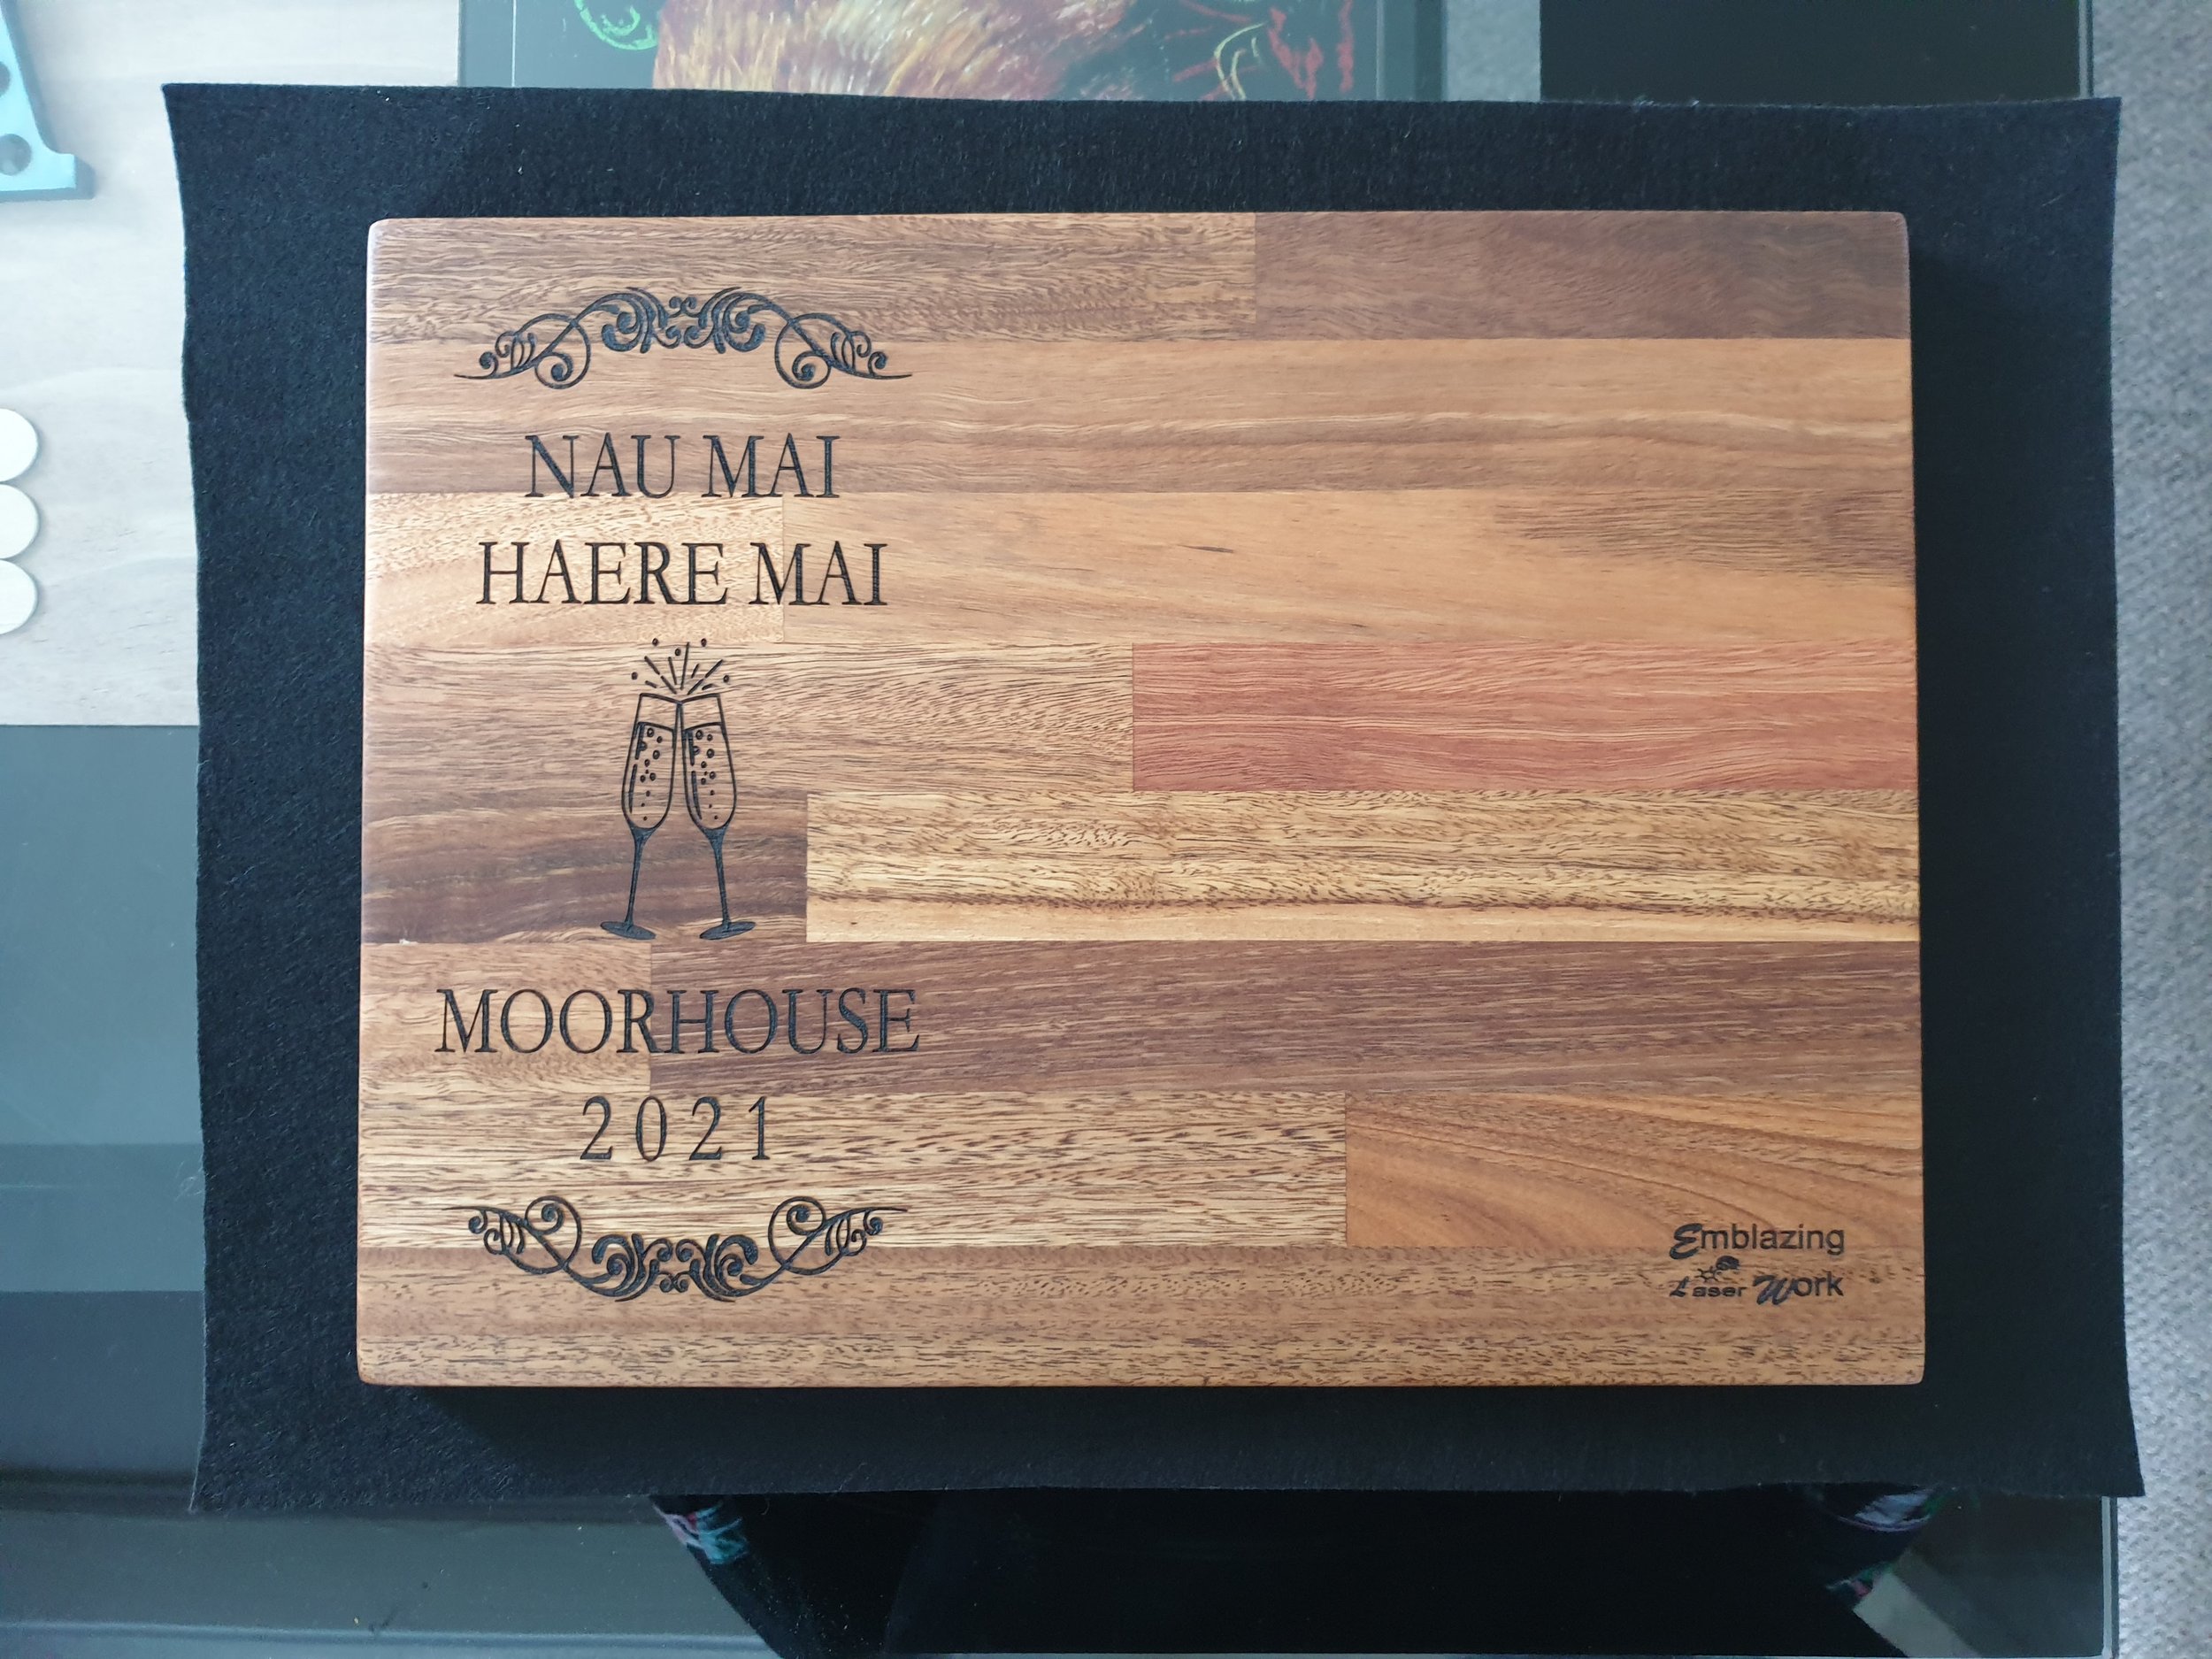 NAU MAI
HAERE MAI
MOORHOUSE
2021
Emblazing
Laser Work